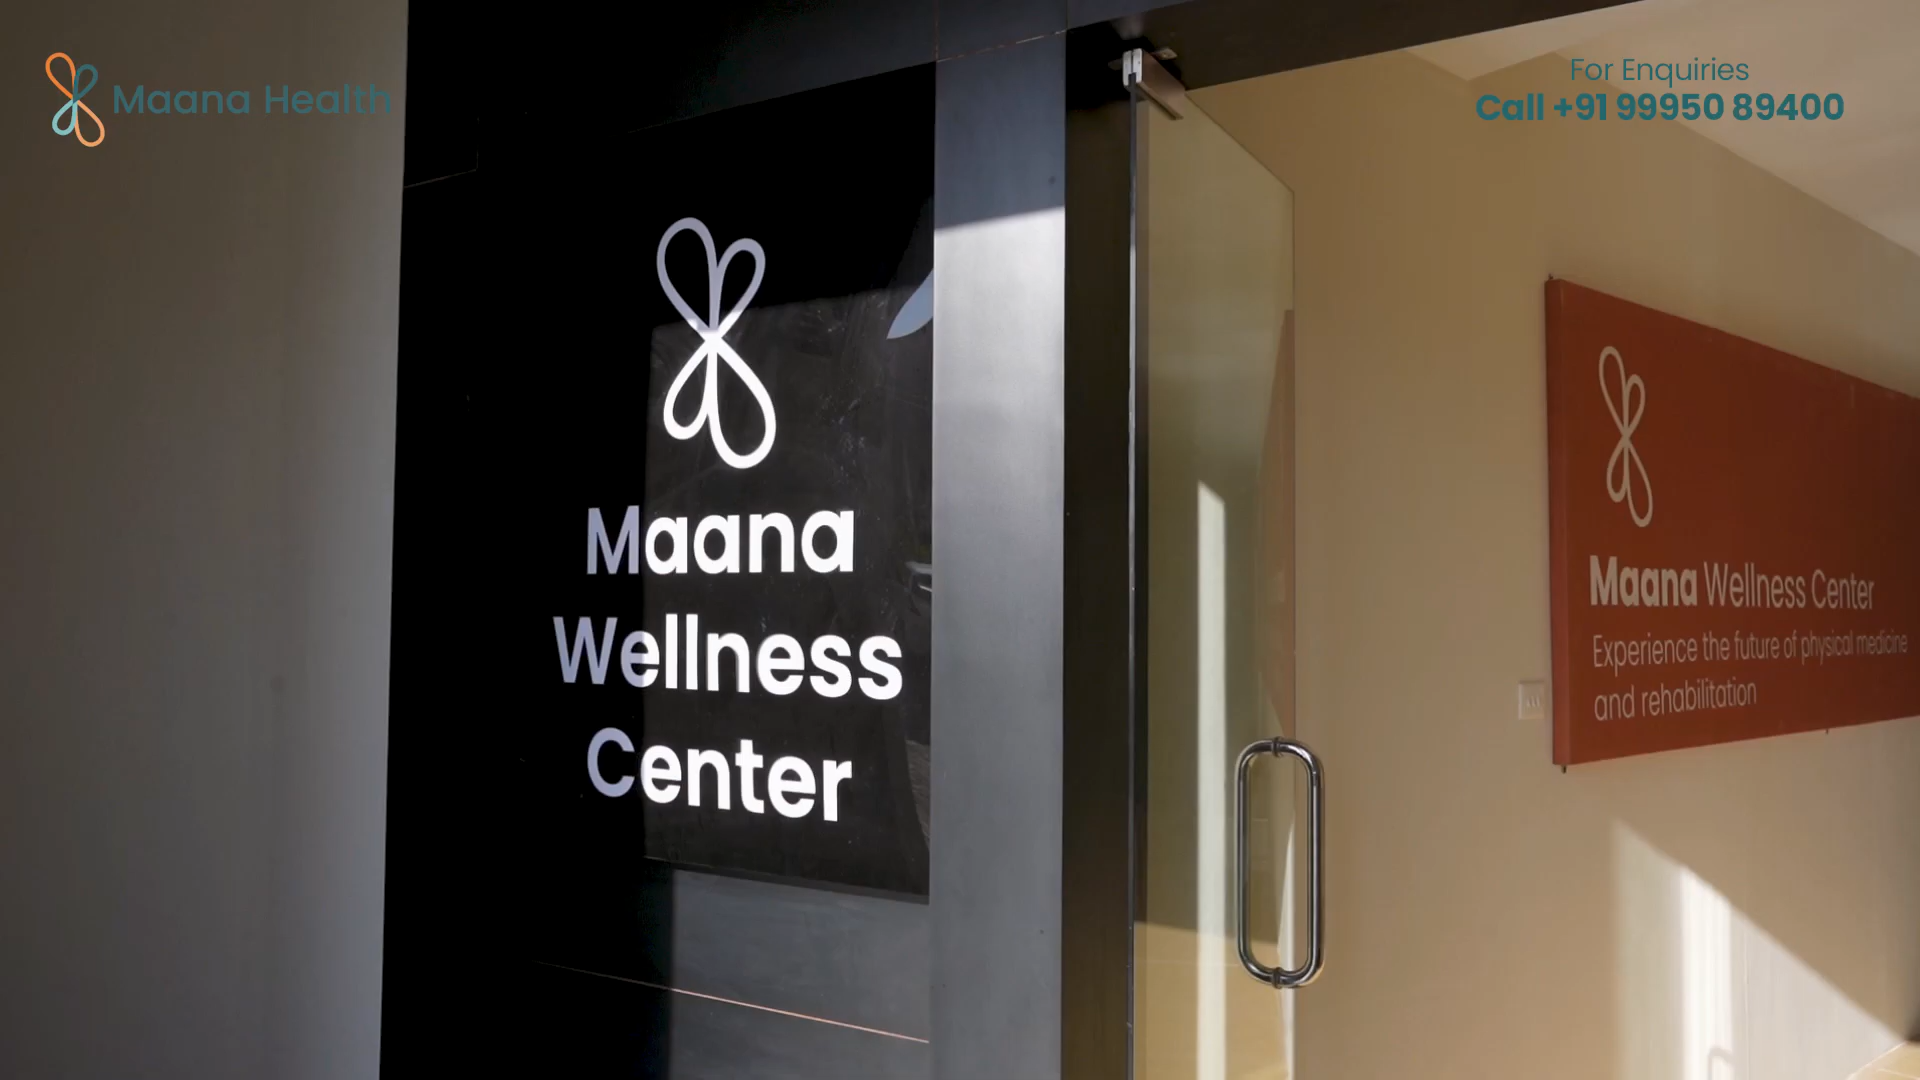 Maana Health
For Enquiries
Call +91 99950 89400
Maana
Wellness
Center
Maana Wellness Center
Experience the future of physical medicine
and rehabilitation